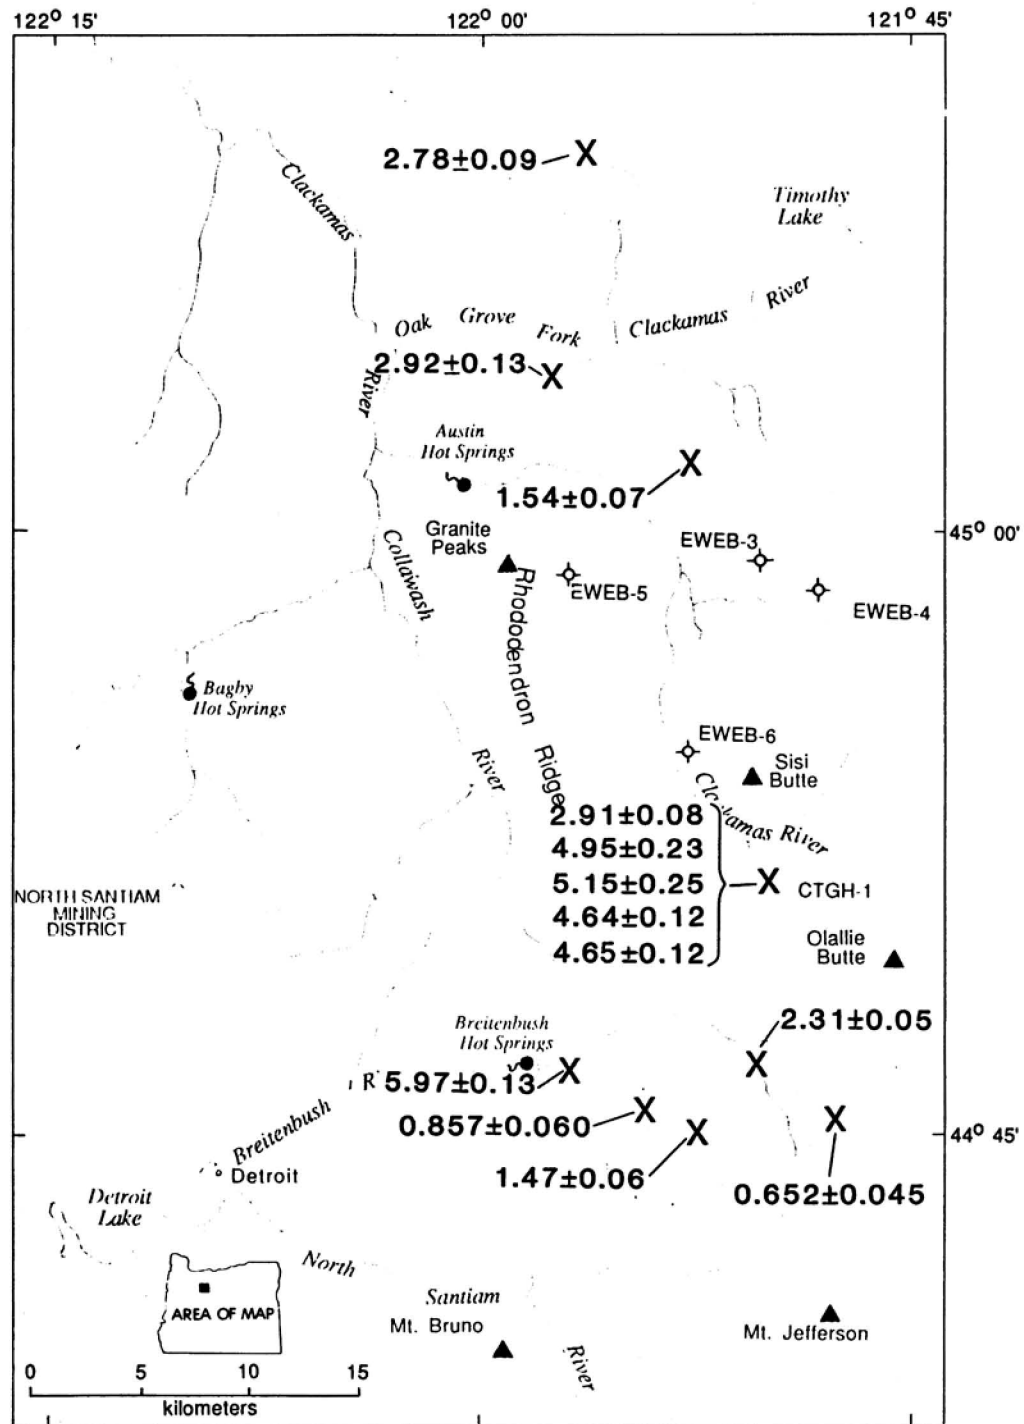 122° 15'
122° 00'
121° 45'
2.78±0.09
Clackamas
Timothy
Lake
River
Oak Grove Fork Clackamas
2.92±0.13
River
Austin
Hot Springs
1.54±0.07
45° 00'
Granite
Peaks
EWEB-3
EWEB-5
EWEB-4
Collawash
Rhododendron
Bagby
Hot Springs
EWEB-6
Sisi
Butte
River
Ridge
River
2.91±0.08
4.95±0.23
5.15±0.25
4.64±0.12
4.65±0.12
CTGH-1
NORTH SANTIAM
MINING
DISTRICT
Olallie
Butte
2.31±0.05
Breitenbush
Hot Springs
5.97±0.13
0.857±0.060
44° 45'
Breitenbush
1.47±0.06
Detroit
0.652±0.045
Detroit
Lake
North
Santiam
AREA OF MAP
Mt. Bruno
Mt. Jefferson
River
0 5 10 15
kilometers